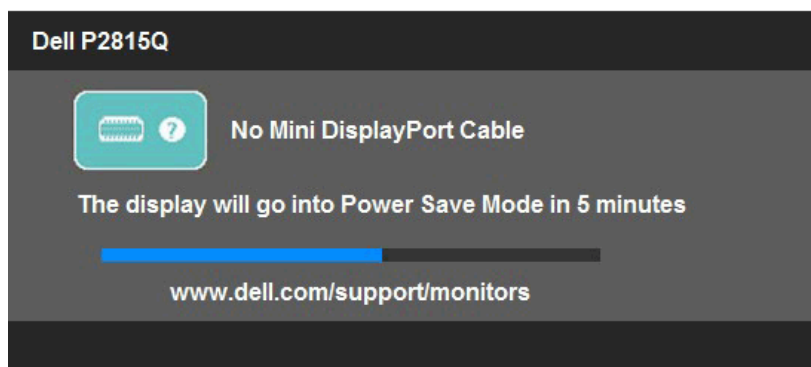 Dell P2815Q
? No Mini DisplayPort Cable
The display will go into Power Save Mode in 5 minutes
www.dell.com/support/monitors